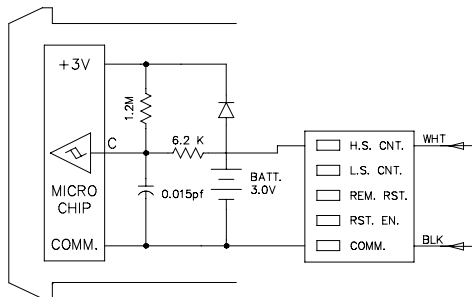 +3V
1.2M
C
6.2 K
MICRO
CHIP
0.015pf
BATT.
3.0V
COMM.
H.S. CNT.
L.S. CNT.
REM. RST.
RST. EN.
COMM.
WHT
BLK